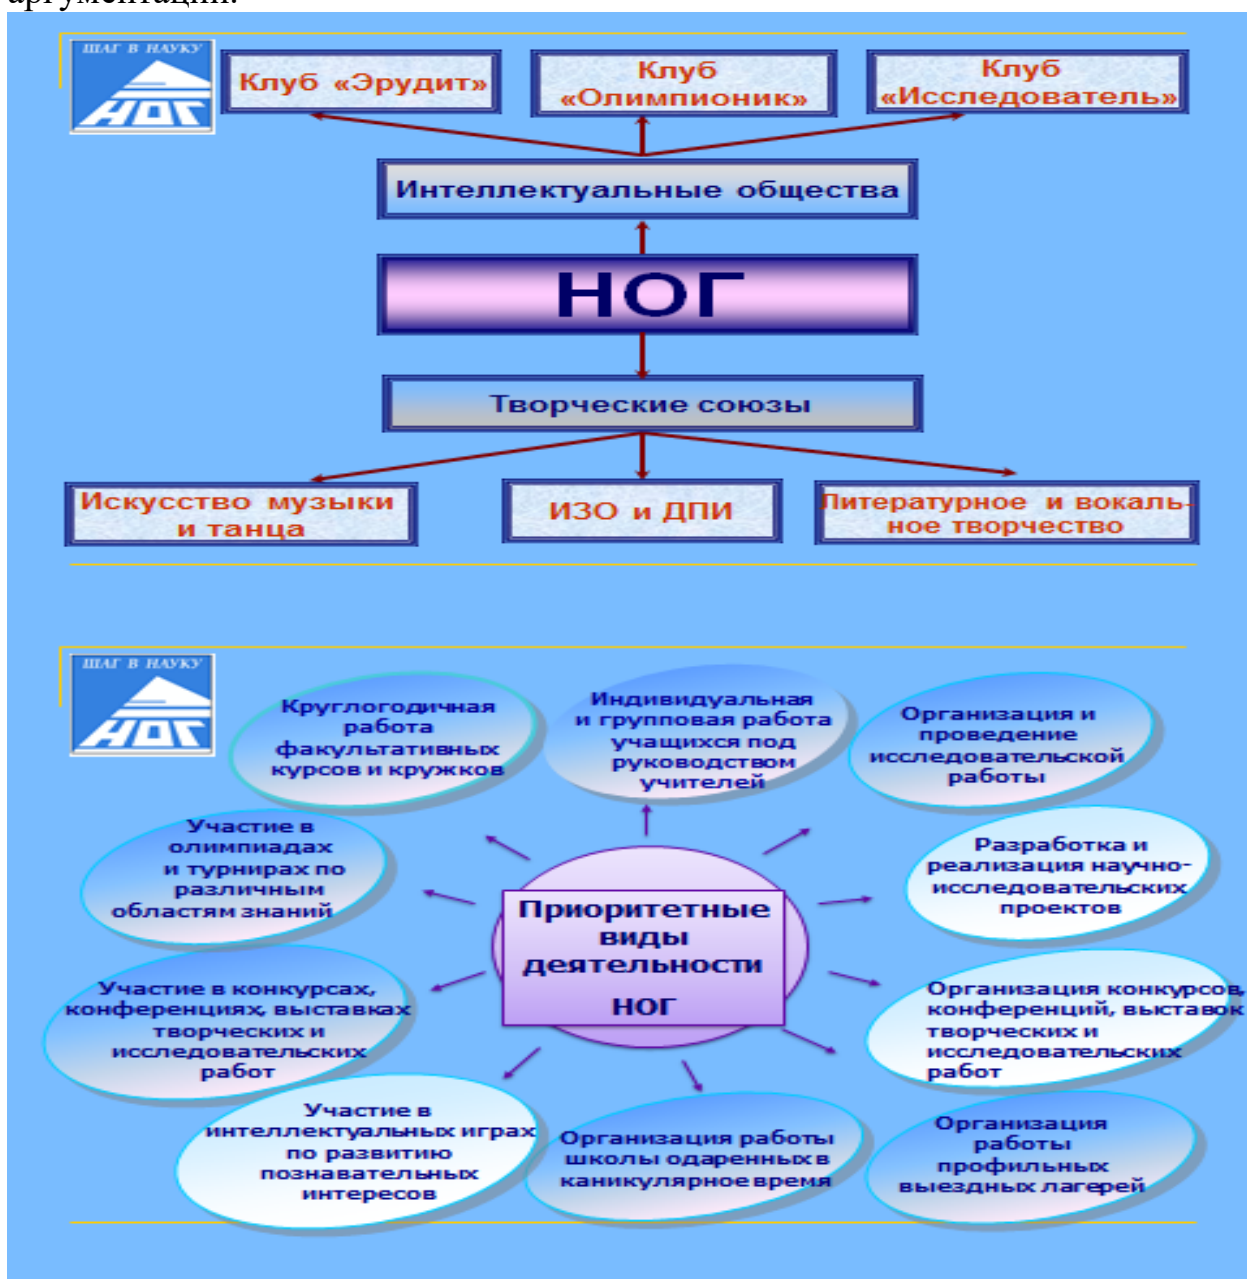 аргументации.
ШАГ В НАУКУ
НОГ
Клуб «Эрудит»
Клуб
«Олимпионик»
Клуб
«Исследователь»
Интеллектуальные общества
НОГ
Творческие союзы
Искусство музыки
и танца
ИЗО и ДПИ
Литературное и вокаль-
ное творчество
ШАГ В НАУКУ
НОГ
Круглогодичная
работа
факультативных
курсов и кружков
Индивидуальная
и групповая работа
учащихся под
руководством
учителей
Организация и
проведение
исследовательской
работы
Участие в
олимпиадах
и турнирах по
различным
областям знаний
Разработка и
реализация научно-
исследовательских
проектов
Приоритетные
виды
деятельности
НОГ
Участие в конкурсах,
конференциях, выставках
творческих и
исследовательских
работ
Организация конкурсов,
конференций, выставок
творческих и
исследовательских
работ
Участие в
интеллектуальных играх
по развитию
познавательных
интересов
Организация работы
школы одаренных в
каникулярное время
Организация
работы
профильных
выездных лагерей